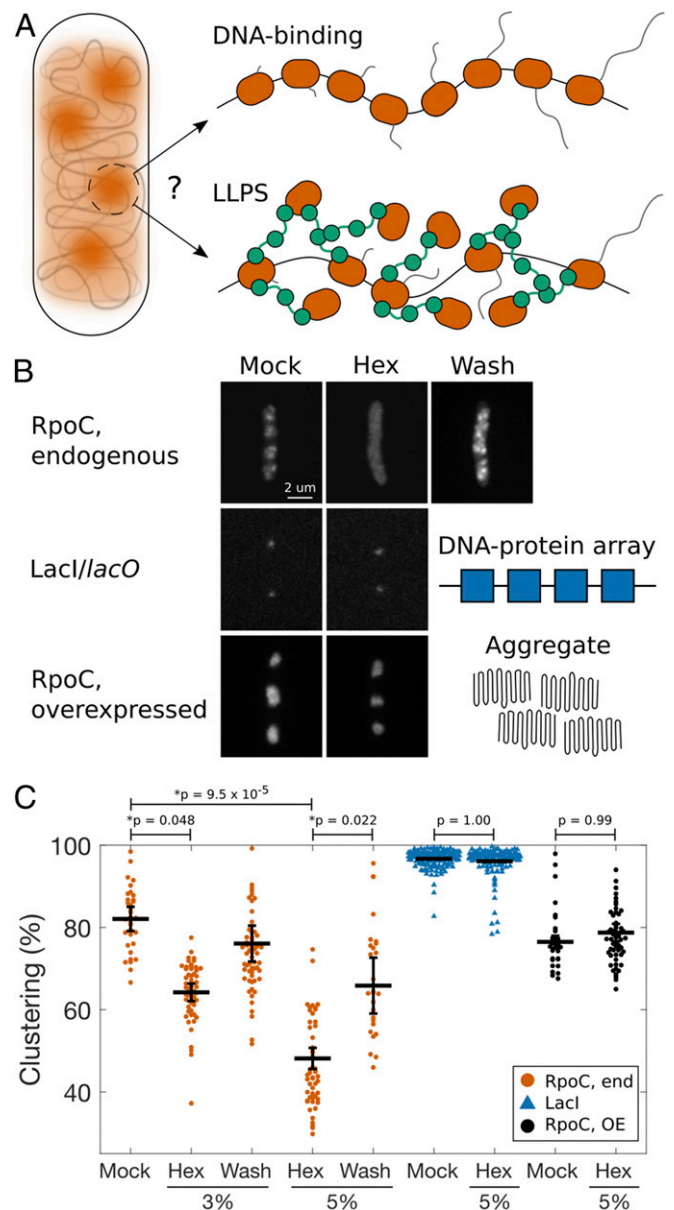 A
DNA-binding
?
LLPS
B
Mock Hex Wash
RpoC,
endogenous
2 um
LacI/lacO
DNA-protein array
RpoC,
overexpressed
Aggregate
C
*p = 9.5 x 10-5
*p = 0.048 *p = 0.022 p = 1.00 p = 0.99
Clustering (%)
100
80
60
40
RpoC, end
LacI
RpoC, OE
Mock Hex Wash Hex Wash Mock Hex Mock Hex
3% 5% 5% 5%